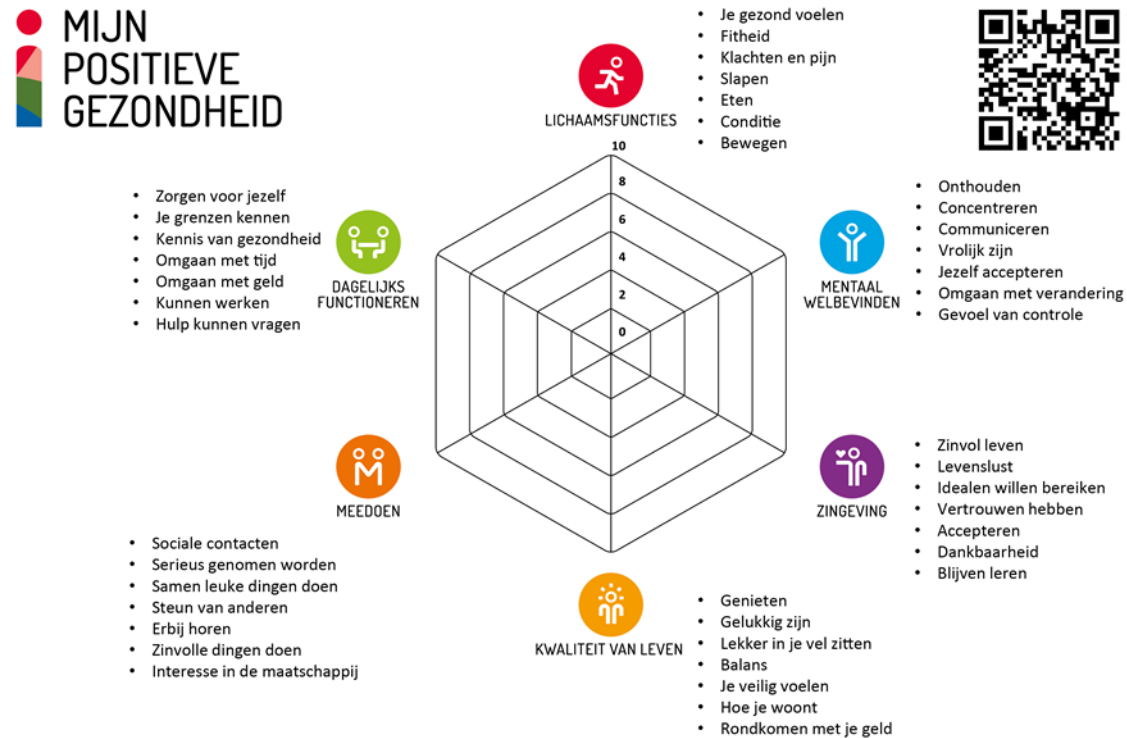 MIJN
POSITIEVE
GEZONDHEID
LICHAAMSFUNCTIES
• Je gezond voelen
• Fitheid
• Klachten en pijn
• Slapen
• Eten
• Conditie
• Bewegen
MENTAAL
WELBEVINDEN
• Onthouden
• Concentreren
• Communiceren
• Vrolijk zijn
• Jezelf accepteren
• Omgaan met verandering
• Gevoel van controle
ZINGEVING
• Zinvol leven
• Levenslust
• Idealen willen bereiken
• Vertrouwen hebben
• Accepteren
• Dankbaarheid
• Blijven leren
KWALITEIT VAN LEVEN
• Genieten
• Gelukkig zijn
• Lekker in je vel zitten
• Balans
• Je veilig voelen
• Hoe je woont
• Rondkomen met je geld
MEEDOEN
• Sociale contacten
• Serieus genomen worden
• Samen leuke dingen doen
• Steun van anderen
• Erbij horen
• Zinvolle dingen doen
• Interesse in de maatschappij
DAGELIJKS
FUNCTIONEREN
• Zorgen voor jezelf
• Je grenzen kennen
• Kennis van gezondheid
• Omgaan met tijd
• Omgaan met geld
• Kunnen werken
• Hulp kunnen vragen
10
8
6
4
2
0